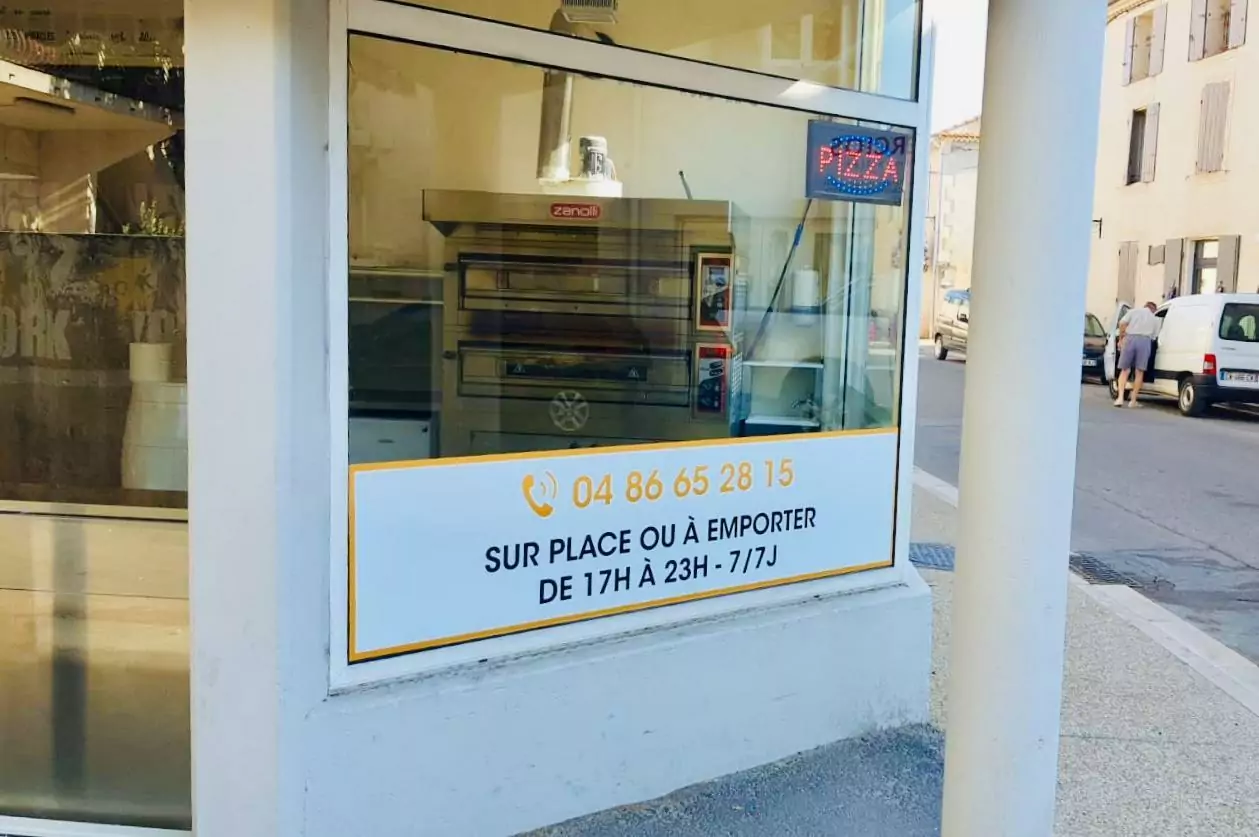 zanolli
PIZZA
04 86 65 28 15
SUR PLACE OU À EMPORTER
DE 17H À 23H - 7/7J